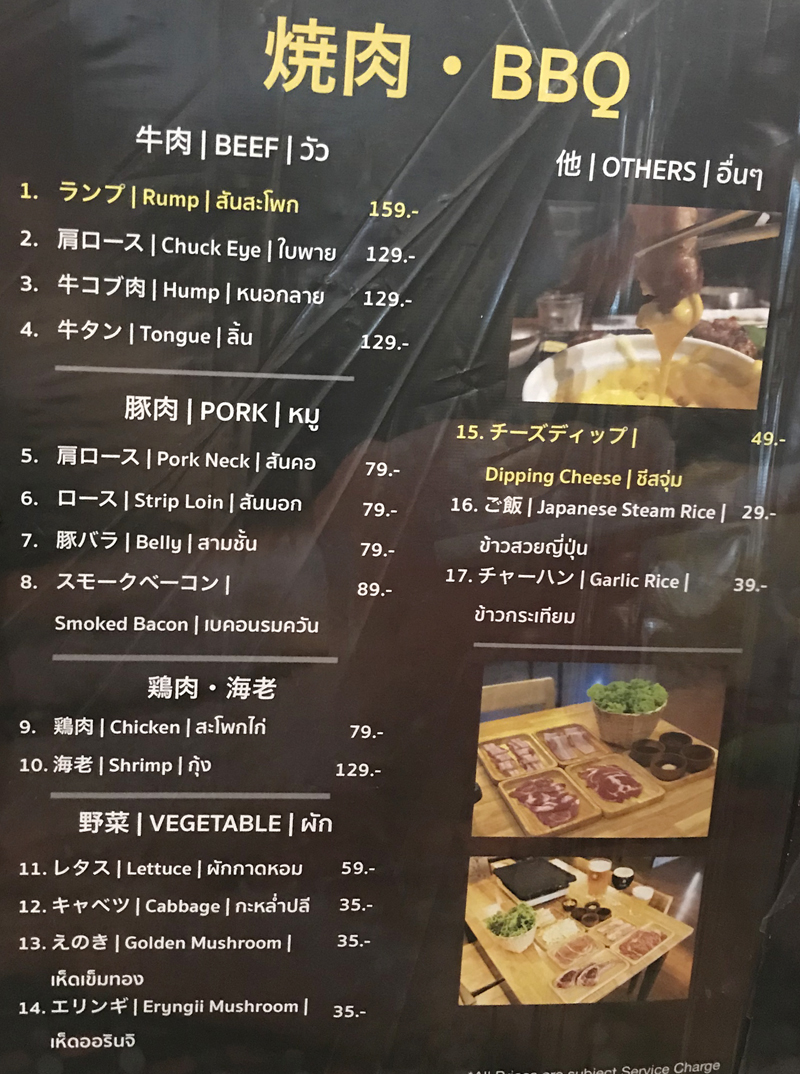 焼肉・BBQ
牛肉 | BEEF | วัว
1. ランプ | Rump | สันสะโพก 159.-
2. 肩ロース | Chuck Eye | ใบพาย 129.-
3. 牛コブ肉 | Hump | หนอกลาย 129.-
4. 牛タン | Tongue | ลิ้น 129.-
豚肉 | PORK | หมู
5. 肩ロース | Pork Neck | สันคอ 79.-
6. ロース | Strip Loin | สันนอก 79.-
7. 豚バラ | Belly | สามชั้น 79.-
8. スモークベーコン | 89.-
Smoked Bacon | เบคอนรมควัน
鶏肉・海老
9. 鶏肉 | Chicken | สะโพกไก่ 79.-
10. 海老 | Shrimp | กุ้ง 129.-
野菜 | VEGETABLE | ผัก
11. レタス | Lettuce | ผักกาดหอม 59.-
12. キャベツ | Cabbage | กะหล่ำปลี 35.-
13. えのき | Golden Mushroom | 35.-
เห็ดเข็มทอง
14. エリンギ | Eryngii Mushroom | 35.-
เห็ดออรินจิ
他 | OTHERS | อื่นๆ
15. チーズディップ | 49.-
Dipping Cheese | ชีสจุ่ม
16. ご飯 | Japanese Steam Rice | 29.-
ข้าวสวยญี่ปุ่น
17. チャーハン | Garlic Rice | 39.-
ข้าวกระเทียม
subject Service Charge